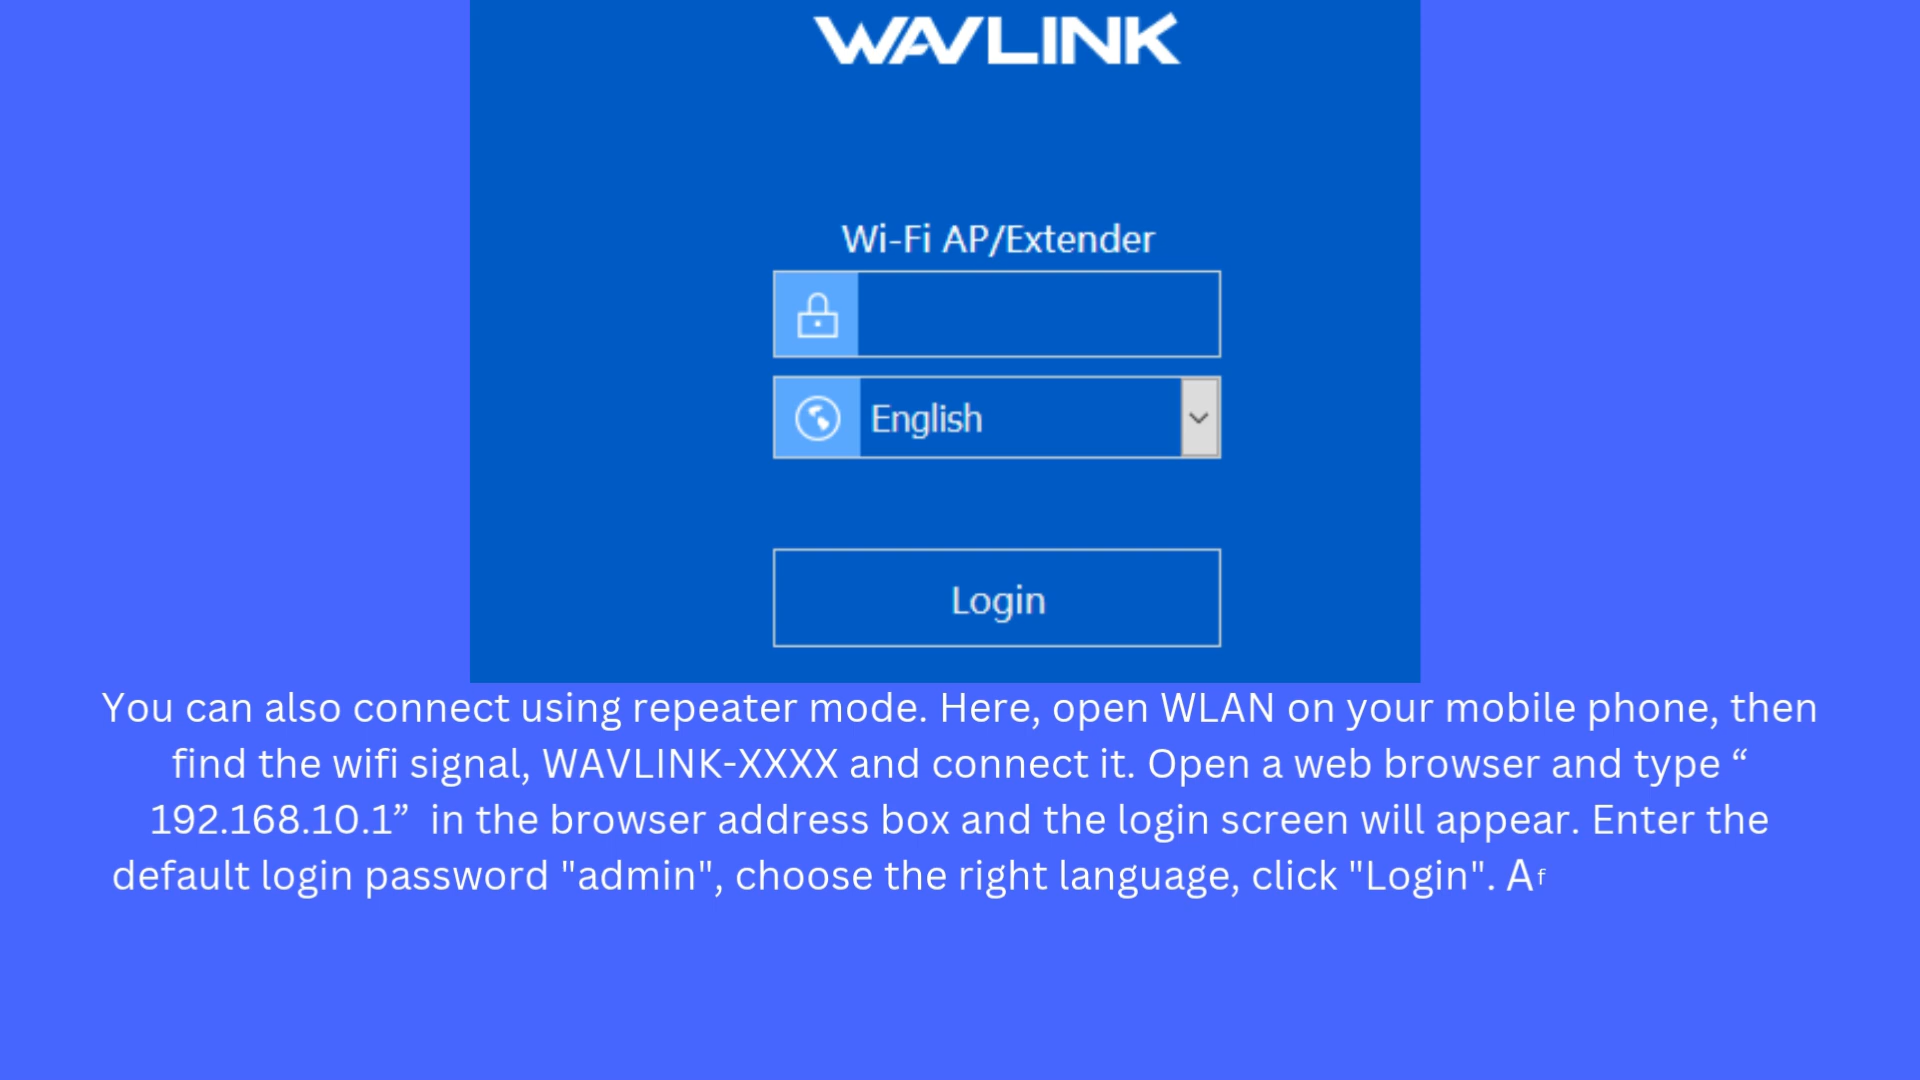 WAVLINK
Wi-Fi AP/Extender
English
Login
You can also connect using repeater mode. Here, open WLAN on your mobile phone, then
find the wifi signal, WAVLINK-XXXX and connect it. Open a web browser and type “
192.168.10.1”  in the browser address box and the login screen will appear. Enter the
default login password "admin", choose the right language, click "Login". Af